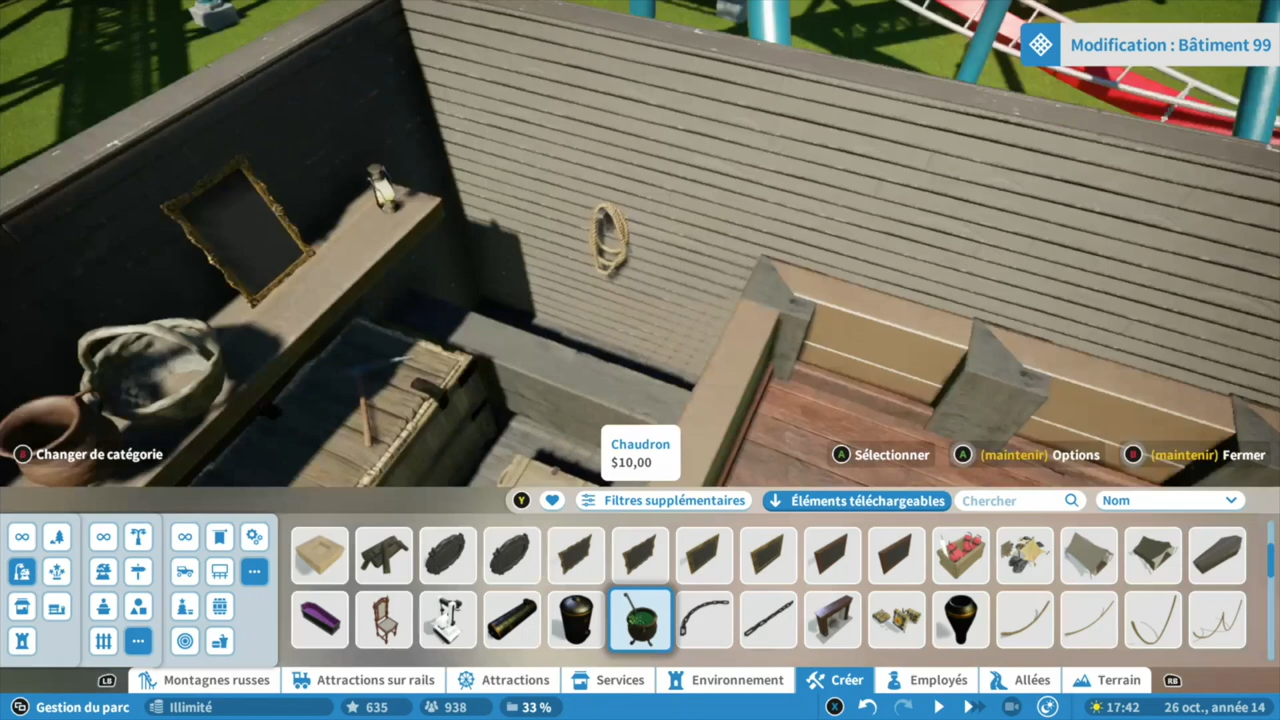 Modification : Bâtiment 99
B Changer de catégorie
Chaudron
$10,00
A Sélectionner
A (maintenir) Options
B (maintenir) Fermer
Y Filtres supplémentaires
Éléments téléchargeables
Chercher
Nom
LB Montagnes russes
Attractions sur rails
Attractions
Services
Environnement
Créer
Employés
Allées
Terrain RB
Gestion du parc
Illimité
635
938
33 %
X
17:42
26 oct., année 14